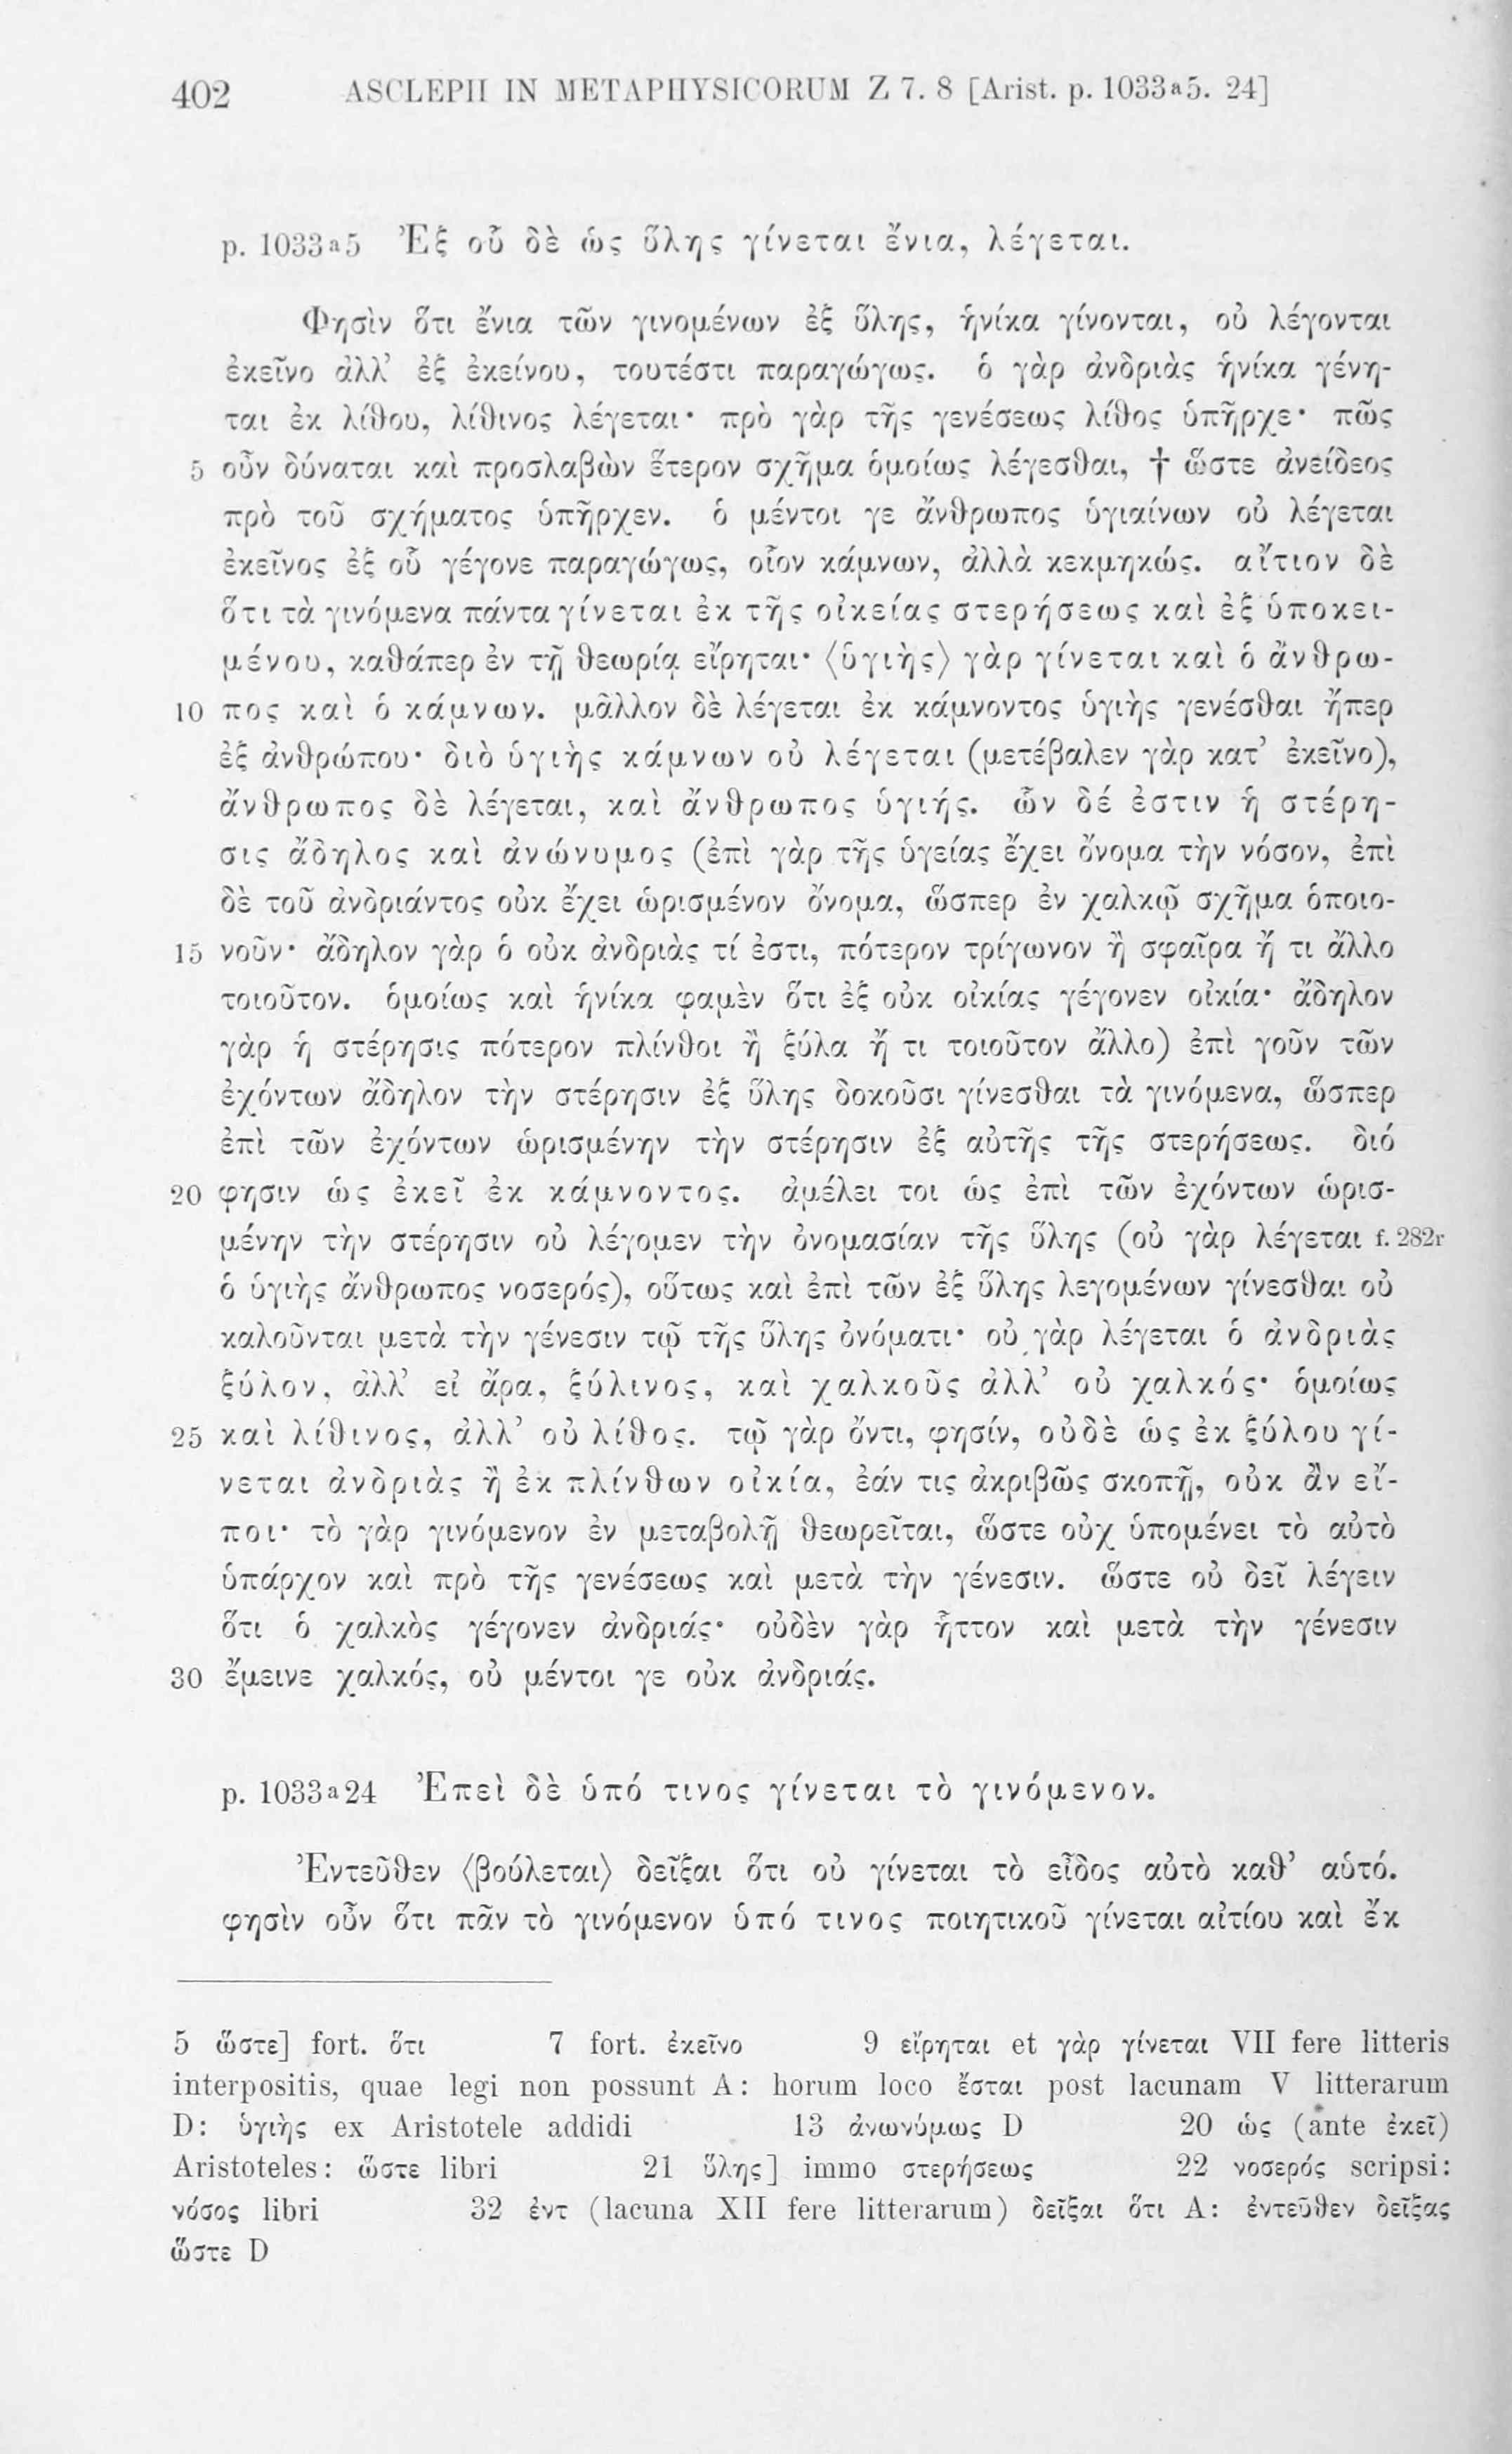 402 ASCLEPII IN METAPHYSICORUM Z 7. 8 [Arist. p. 1033a5. 24]
p. 1033a5 Ἐξ οὗ δὲ ὡς ὕλης γίνεται ἔνια, λέγεται.
Φησὶν ὅτι ἔνια τῶν γινομένων ἐξ ὕλης, ἡνίκα γίνονται, οὐ λέγονται
ἐκεῖνο ἀλλ’ ἐξ ἐκείνου, τουτέστι παραγώγως. ὁ γὰρ ἀνδριὰς ἡνίκα γένη-
ται ἐκ λίθου, λίθινος λέγεται· πρὸ γὰρ τῆς γενέσεως λίθος ὑπῆρχε· πῶς
5 οὖν δύναται καὶ προσλαβὼν ἕτερον σχῆμα ὁμοίως λέγεσθαι, † ὥστε ἀνείδεος
πρὸ τοῦ σχήματος ὑπῆρχεν. ὁ μέντοι γε ἄνθρωπος ὑγιαίνων οὐ λέγεται
ἐκεῖνος ἐξ οὗ γέγονε παραγώγως, οἷον κάμνων, ἀλλὰ κεκμηκώς. αἴτιον δὲ
ὅτι τὰ γινόμενα πάντα γίνεται ἐκ τῆς οἰκείας στερήσεως καὶ ἐξ ὑποκει-
μένου, καθάπερ ἐν τῇ θεωρίᾳ εἴρηται· ⟨ὑγιὴς⟩ γὰρ γίνεται καὶ ὁ ἄνθρω-
10 πος καὶ ὁ κάμνων. μᾶλλον δὲ λέγεται ἐκ κάμνοντος ὑγιὴς γενέσθαι ἤπερ
ἐξ ἀνθρώπου· διὸ ὑγιὴς κάμνων οὐ λέγεται (μετέβαλεν γὰρ κατ’ ἐκεῖνο),
ἄνθρωπος δὲ λέγεται, καὶ ἄνθρωπος ὑγιής. ὧν δέ ἐστιν ἡ στέρη-
σις ἄδηλος καὶ ἀνώνυμος (ἐπὶ γὰρ τῆς ὑγείας ἔχει ὄνομα τὴν νόσον, ἐπὶ
δὲ τοῦ ἀνδριάντος οὐκ ἔχει ὡρισμένον ὄνομα, ὥσπερ ἐν χαλκῷ σχῆμα ὁποιο-
15 νοῦν· ἄδηλον γὰρ ὁ οὐκ ἀνδριὰς τί ἐστι, πότερον τρίγωνον ἢ σφαῖρα ἤ τι ἄλλο
τοιοῦτον. ὁμοίως καὶ ἡνίκα φαμὲν ὅτι ἐξ οὐκ οἰκίας γέγονεν οἰκία· ἄδηλον
γὰρ ἡ στέρησις πότερον πλίνθοι ἢ ξύλα ἤ τι τοιοῦτον ἄλλο) ἐπὶ γοῦν τῶν
ἐχόντων ἄδηλον τὴν στέρησιν ἐξ ὕλης δοκοῦσι γίνεσθαι τὰ γινόμενα, ὥσπερ
ἐπὶ τῶν ἐχόντων ὡρισμένην τὴν στέρησιν ἐξ αὐτῆς τῆς στερήσεως. διό
20 φησιν ὡς ἐκεῖ ἐκ κάμνοντος. ἀμέλει τοι ὡς ἐπὶ τῶν ἐχόντων ὡρισ-
μένην τὴν στέρησιν οὐ λέγομεν τὴν ὀνομασίαν τῆς ὕλης (οὐ γὰρ λέγεται f. 282r
ὁ ὑγιὴς ἄνθρωπος νοσερός), οὕτως καὶ ἐπὶ τῶν ἐξ ὕλης λεγομένων γίνεσθαι οὐ
καλοῦνται μετὰ τὴν γένεσιν τῷ τῆς ὕλης ὀνόματι· οὐ γὰρ λέγεται ὁ ἀνδριὰς
ξύλον, ἀλλ’ εἰ ἄρα, ξύλινος, καὶ χαλκοῦς ἀλλ’ οὐ χαλκός· ὁμοίως
25 καὶ λίθινος, ἀλλ’ οὐ λίθος. τῷ γὰρ ὄντι, φησίν, οὐδὲ ὡς ἐκ ξύλου γί-
νεται ἀνδριὰς ἢ ἐκ πλίνθων οἰκία, ἐάν τις ἀκριβῶς σκοπῇ, οὐκ ἂν εἴ-
ποι· τὸ γὰρ γινόμενον ἐν μεταβολῇ θεωρεῖται, ὥστε οὐχ ὑπομένει τὸ αὐτὸ
ὑπάρχον καὶ πρὸ τῆς γενέσεως καὶ μετὰ τὴν γένεσιν. ὥστε οὐ δεῖ λέγειν
ὅτι ὁ χαλκὸς γέγονεν ἀνδριάς· οὐδὲν γὰρ ἧττον καὶ μετὰ τὴν γένεσιν
30 ἔμεινε χαλκός, οὐ μέντοι γε οὐκ ἀνδριάς.
p. 1033a24 Ἐπεὶ δὲ ὑπό τινος γίνεται τὸ γινόμενον.
Ἐντεῦθεν ⟨βούλεται⟩ δεῖξαι ὅτι οὐ γίνεται τὸ εἶδος αὐτὸ καθ’ αὑτό.
φησὶν οὖν ὅτι πᾶν τὸ γινόμενον ὑπό τινος ποιητικοῦ γίνεται αἰτίου καὶ ἔκ
5 ὥστε] fort. ὅτι 7 fort. ἐκεῖνο 9 εἴρηται et γὰρ γίνεται VII fere litteris
interpositis, quae legi non possunt A: horum loco ἔσται post lacunam V litterarum
D: ὑγιὴς ex Aristotele addidi 13 ἀνωνύμως D 20 ὡς (ante ἐκεῖ)
Aristoteles: ὥστε libri 21 ὕλης] immo στερήσεως 22 νοσερός scripsi:
νόσος libri 32 ἐντ (lacuna XII fere litterarum) δεῖξαι ὅτι A: ἐντεῦθεν δεῖξας
ὥστε D